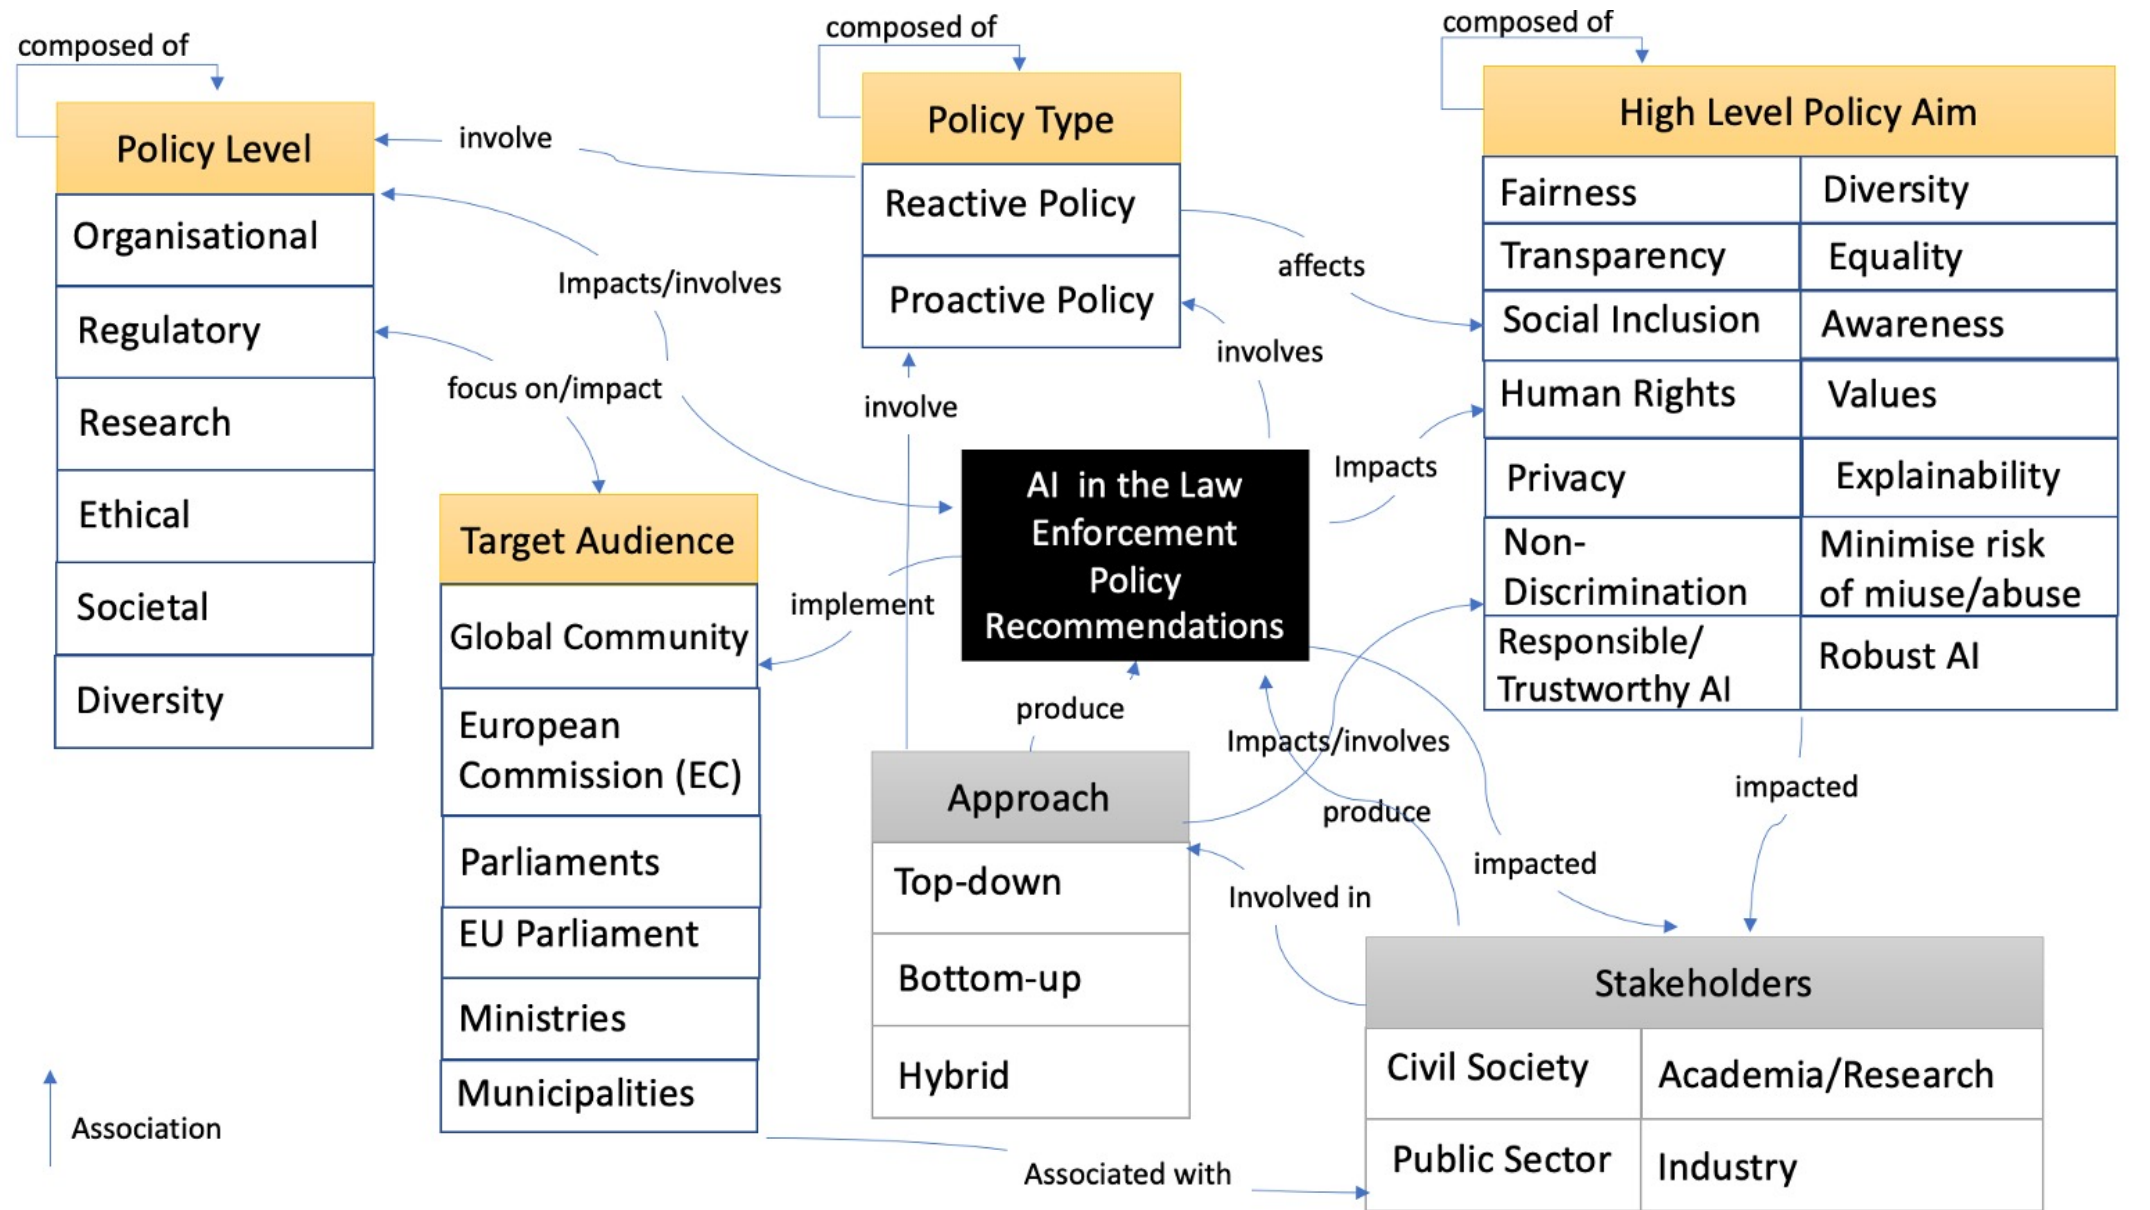 composed of
Policy Level
Organisational
Regulatory
Research
Ethical
Societal
Diversity
involve
Impacts/involves
focus on/impact
composed of
Policy Type
Reactive Policy
Proactive Policy
involve
affects
involves
Impacts
composed of
High Level Policy Aim
Fairness
Diversity
Transparency
Equality
Social Inclusion
Awareness
Human Rights
Values
Privacy
Explainability
Non-
Discrimination
Minimise risk
of miuse/abuse
Responsible/
Trustworthy AI
Robust AI
Target Audience
Global Community
European
Commission (EC)
Parliaments
EU Parliament
Ministries
Municipalities
implement
AI in the Law
Enforcement
Policy
Recommendations
produce
Impacts/involves
produce
impacted
impacted
Approach
Top-down
Bottom-up
Hybrid
Involved in
Stakeholders
Civil Society
Academia/Research
Public Sector
Industry
Associated with
Association